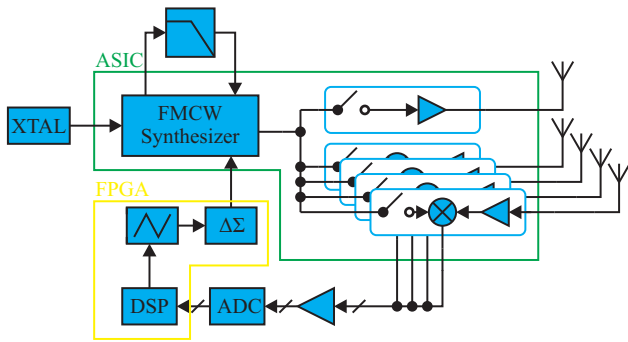 ASIC
XTAL
FMCW
Synthesizer
FPGA
ΔΣ
DSP
ADC